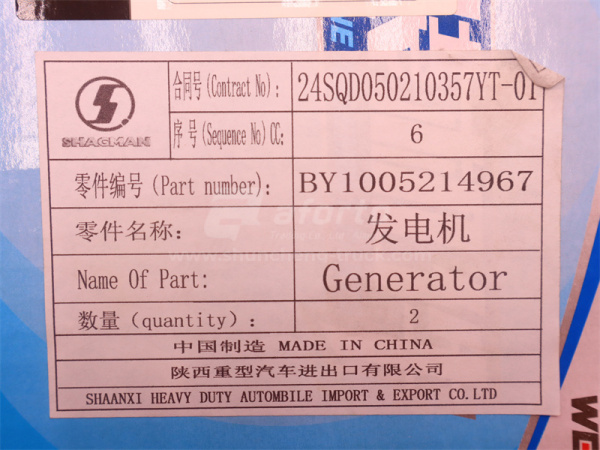 SHACMAN
合同号(Contract No):
24SQD050210357YT-01
序号(Sequence No)CC:
6
零件编号(Part number):
BY1005214967
零件名称:
发电机
Name Of Part:
Generator
数量(quantity):
2
中国制造 MADE IN CHINA
陕西重型汽车进出口有限公司
SHAANXI HEAVY DUTY AUTOMBILE IMPORT & EXPORT CO.LTD